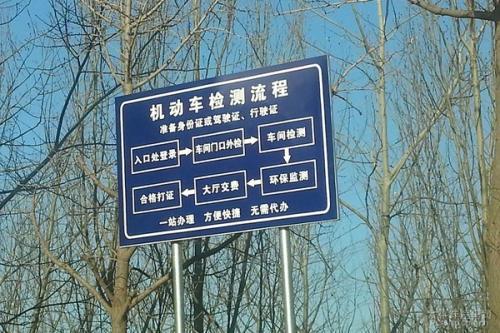 机动车检测流程
准备身份证或驾驶证、行驶证
入口处登录 车间门口外检 车间检测
合格打证 大厅交费 环保监测
一站办理 方便快捷 无需代办